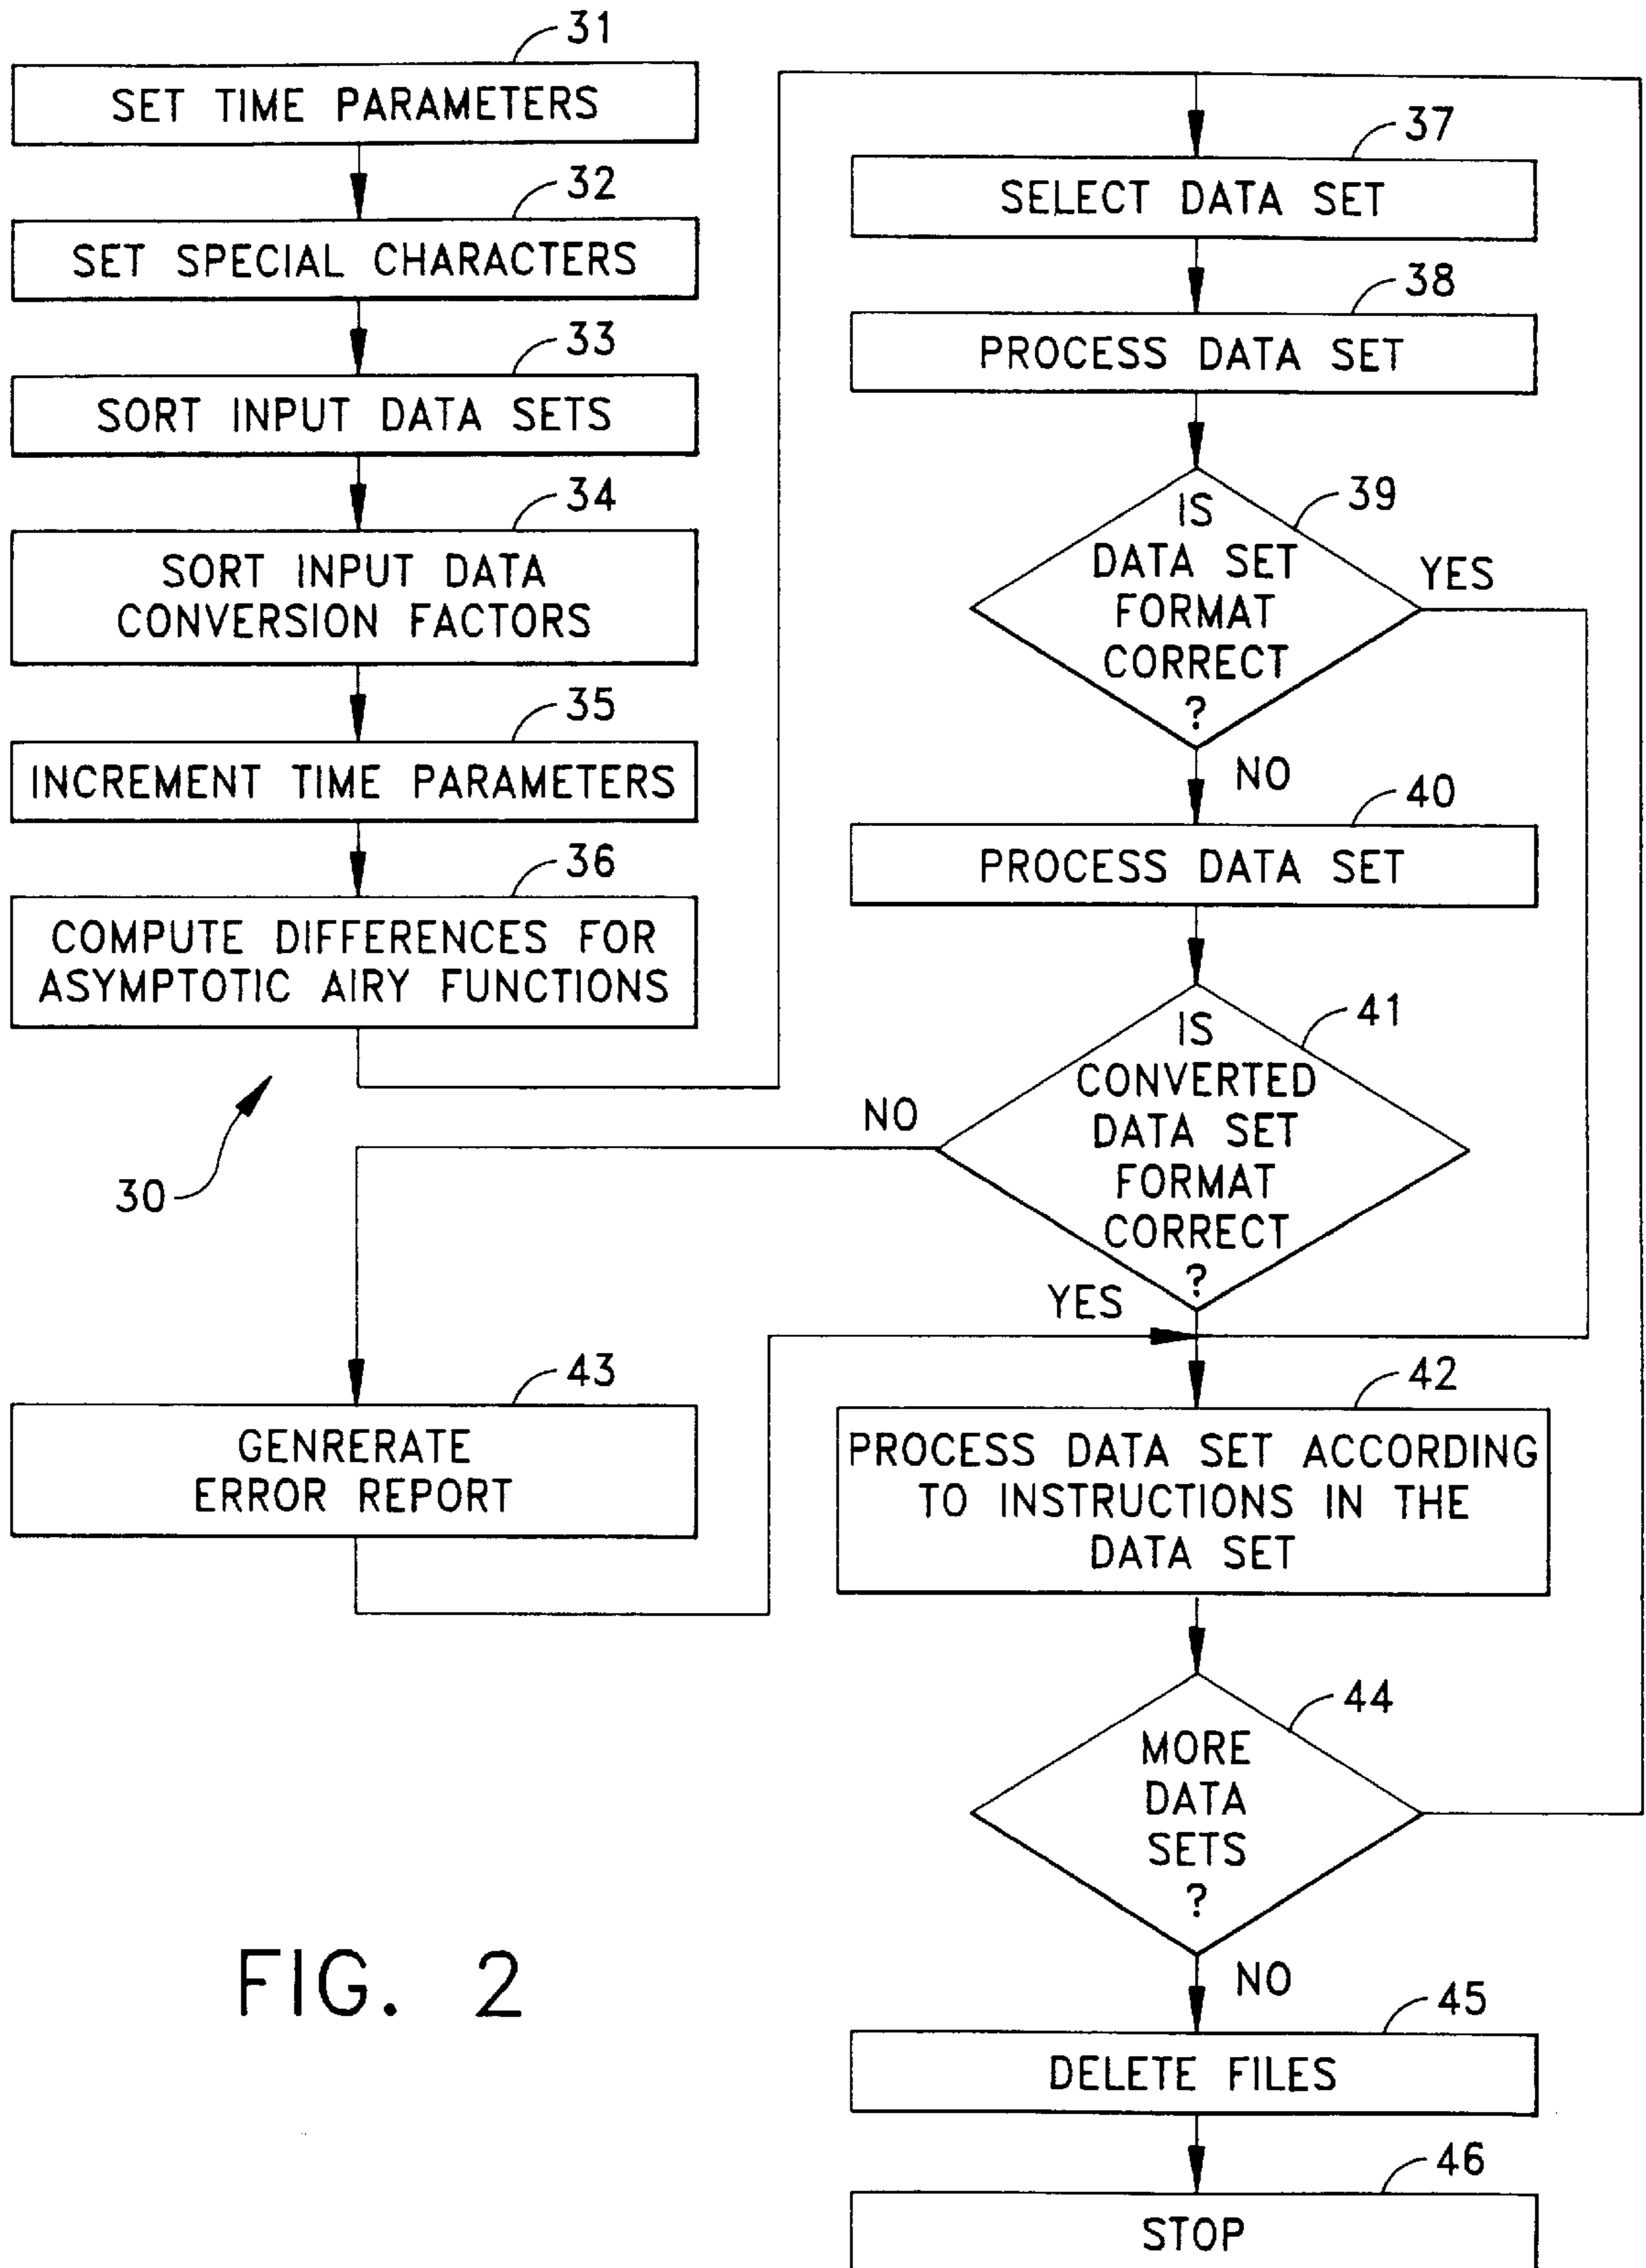 31
SET TIME PARAMETERS
32
SET SPECIAL CHARACTERS
33
SORT INPUT DATA SETS
34
SORT INPUT DATA
CONVERSION FACTORS
35
INCREMENT TIME PARAMETERS
36
COMPUTE DIFFERENCES FOR
ASYMPTOTIC AIRY FUNCTIONS
30
37
SELECT DATA SET
38
PROCESS DATA SET
39
IS
DATA SET
FORMAT
CORRECT
?
YES
NO
40
PROCESS DATA SET
41
IS
CONVERTED
DATA SET
FORMAT
CORRECT
?
NO
YES
43
GENRERATE
ERROR REPORT
42
PROCESS DATA SET ACCORDING
TO INSTRUCTIONS IN THE
DATA SET
44
MORE
DATA
SETS
?
NO
45
DELETE FILES
46
STOP
FIG. 2